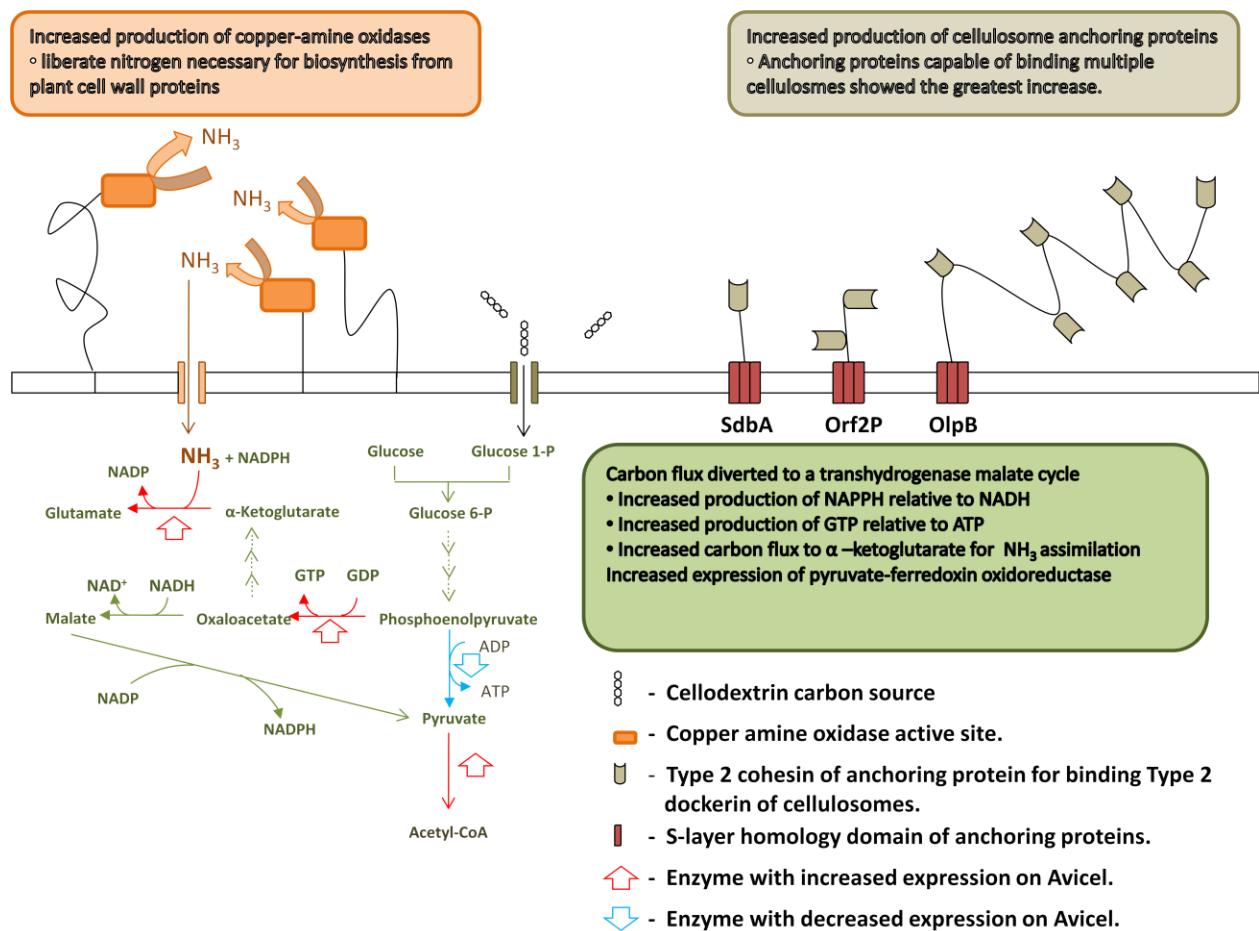 Increased production of copper-amine oxidases
◦ liberate nitrogen necessary for biosynthesis from
plant cell wall proteins
Increased production of cellulosome anchoring proteins
◦ Anchoring proteins capable of binding multiple
cellulosmes showed the greatest increase.
NH3
NH3
NH3
SdbA
Orf2P
OlpB
NH3 + NADPH
NADP
Glutamate
α-Ketoglutarate
Glucose
Glucose 1-P
Glucose 6-P
NAD+
NADH
GTP
GDP
Malate
Oxaloacetate
Phosphoenolpyruvate
ADP
ATP
NADP
NADPH
Pyruvate
Acetyl-CoA
Carbon flux diverted to a transhydrogenase malate cycle
• Increased production of NAPPH relative to NADH
• Increased production of GTP relative to ATP
• Increased carbon flux to α –ketoglutarate for NH3 assimilation
Increased expression of pyruvate-ferredoxin oxidoreductase
- Cellodextrin carbon source
- Copper amine oxidase active site.
- Type 2 cohesin of anchoring protein for binding Type 2
dockerin of cellulosomes.
- S-layer homology domain of anchoring proteins.
- Enzyme with increased expression on Avicel.
- Enzyme with decreased expression on Avicel.